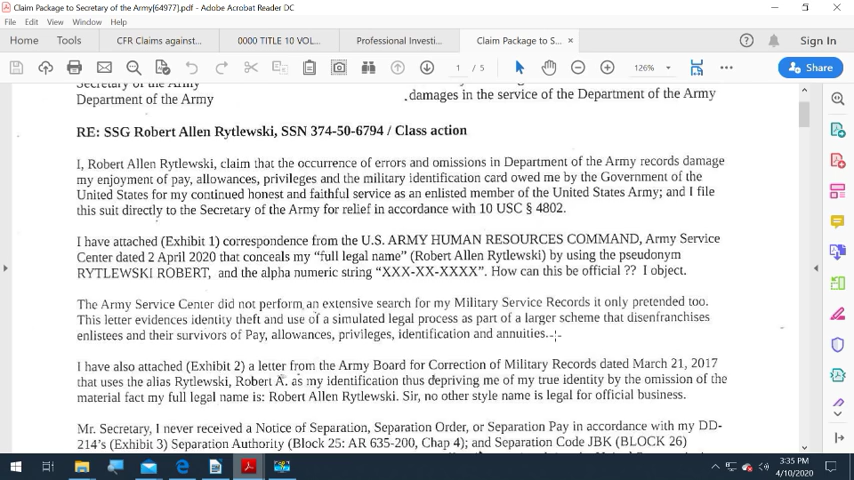 Claim Package to Secretary of the Army[64977].pdf - Adobe Acrobat Reader DC
File Edit View Window Help
Home Tools CFR Claims against... 0000 TITLE 10 VOL... Professional Investi... Claim Package to S... × Sign In
1 / 5 126% Share
Secretary of the Army
Department of the Army damages in the service of the Department of the Army
RE: SSG Robert Allen Rytlewski, SSN 374-50-6794 / Class action
I, Robert Allen Rytlewski, claim that the occurrence of errors and omissions in Department of the Army records damage
my enjoyment of pay, allowances, privileges and the military identification card owed me by the Government of the
United States for my continued honest and faithful service as an enlisted member of the United States Army; and I file
this suit directly to the Secretary of the Army for relief in accordance with 10 USC § 4802.
I have attached (Exhibit 1) correspondence from the U.S. ARMY HUMAN RESOURCES COMMAND, Army Service
Center dated 2 April 2020 that conceals my “full legal name” (Robert Allen Rytlewski) by using the pseudonym
RYTLEWSKI ROBERT, and the alpha numeric string “XXX-XX-XXXX”. How can this be official ?? I object.
The Army Service Center did not perform an extensive search for my Military Service Records it only pretended too.
This letter evidences identity theft and use of a simulated legal process as part of a larger scheme that disenfranchises
enlistees and their survivors of Pay, allowances, privileges, identification and annuities.
I have also attached (Exhibit 2) a letter from the Army Board for Correction of Military Records dated March 21, 2017
that uses the alias Rytlewski, Robert A. as my identification thus depriving me of my true identity by the omission of the
material fact my full legal name is: Robert Allen Rytlewski. Sir, no other style name is legal for official business.
Mr. Secretary, I never received a Notice of Separation, Separation Order, or Separation Pay in accordance with my DD-
214’s (Exhibit 3) Separation Authority (Block 25: AR 635-200, Chap 4); and Separation Code JBK (BLOCK 26)
3:35 PM
4/10/2020